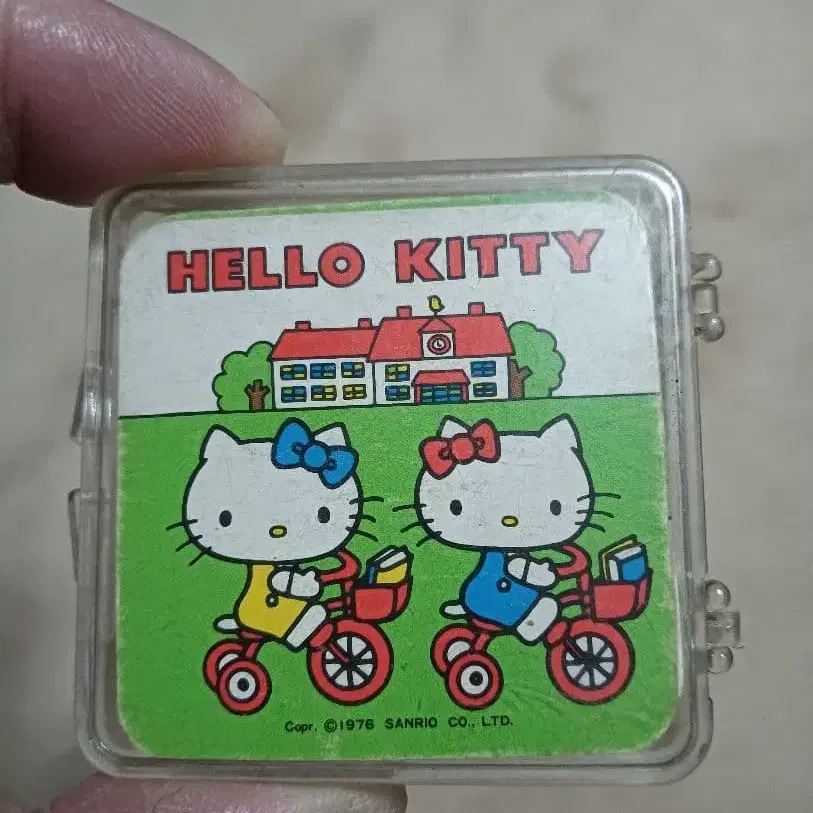 HELLO KITTY
Copr. ©1976 SANRIO CO., LTD.